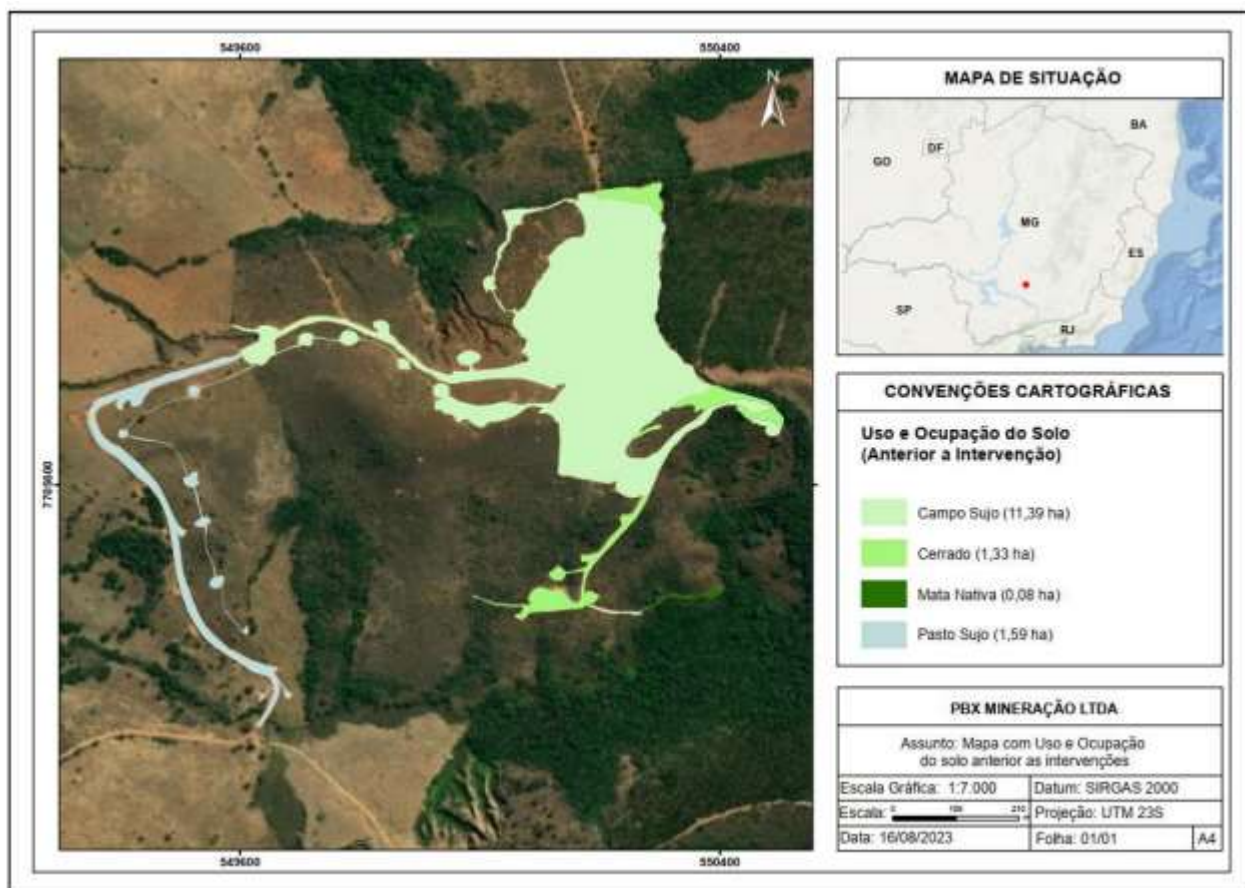 549600
550400
N
7709600
549600
550400
MAPA DE SITUAÇÃO
BA
DF
GO
MG
ES
SP
RJ
CONVENÇÕES CARTOGRÁFICAS
Uso e Ocupação do Solo
(Anterior a Intervenção)
Campo Sujo (11,39 ha)
Cerrado (1,33 ha)
Mata Nativa (0,08 ha)
Pasto Sujo (1,59 ha)
PBX MINERAÇÃO LTDA
Assunto: Mapa com Uso e Ocupação
do solo anterior as intervenções
Escala Gráfica: 1:7.000
Datum: SIRGAS 2000
Escala: 0
Projeção: UTM 23S
Data: 16/08/2023
Folha: 01/01
A4